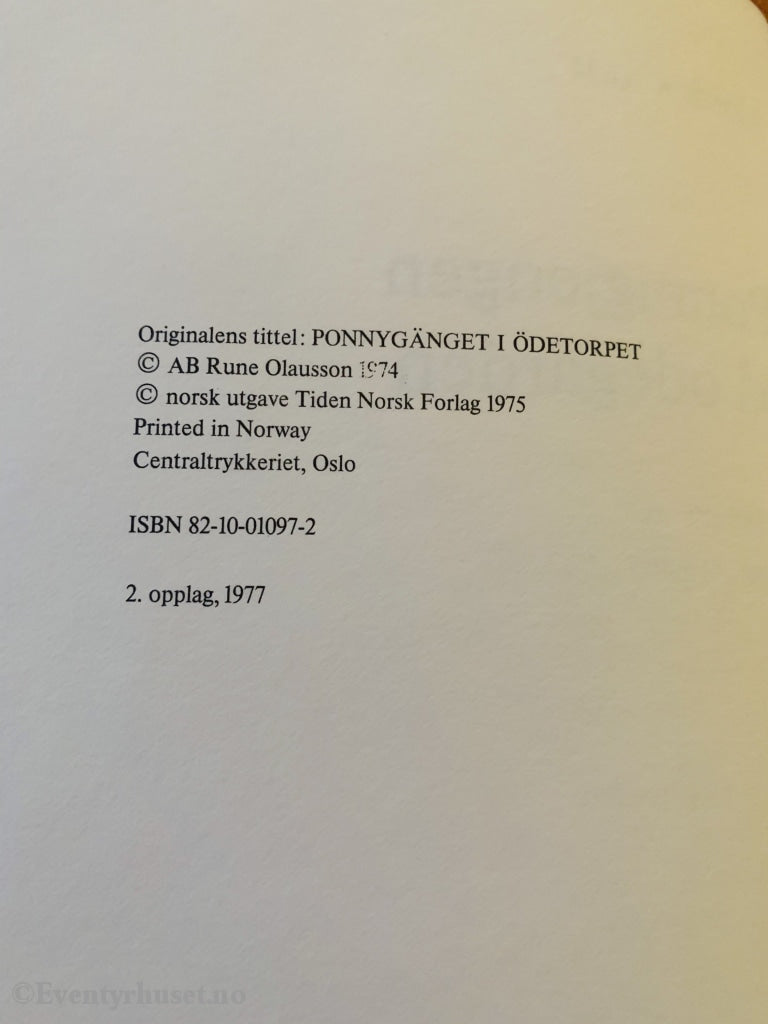 Originalens tittel: PONNYGÄNGET I ÖDETORPET
© AB Rune Olausson 1974
© norsk utgave Tiden Norsk Forlag 1975
Printed in Norway
Centraltrykkeriet, Oslo
ISBN 82-10-01097-2
2. opplag, 1977
©Eventyrhuset.no